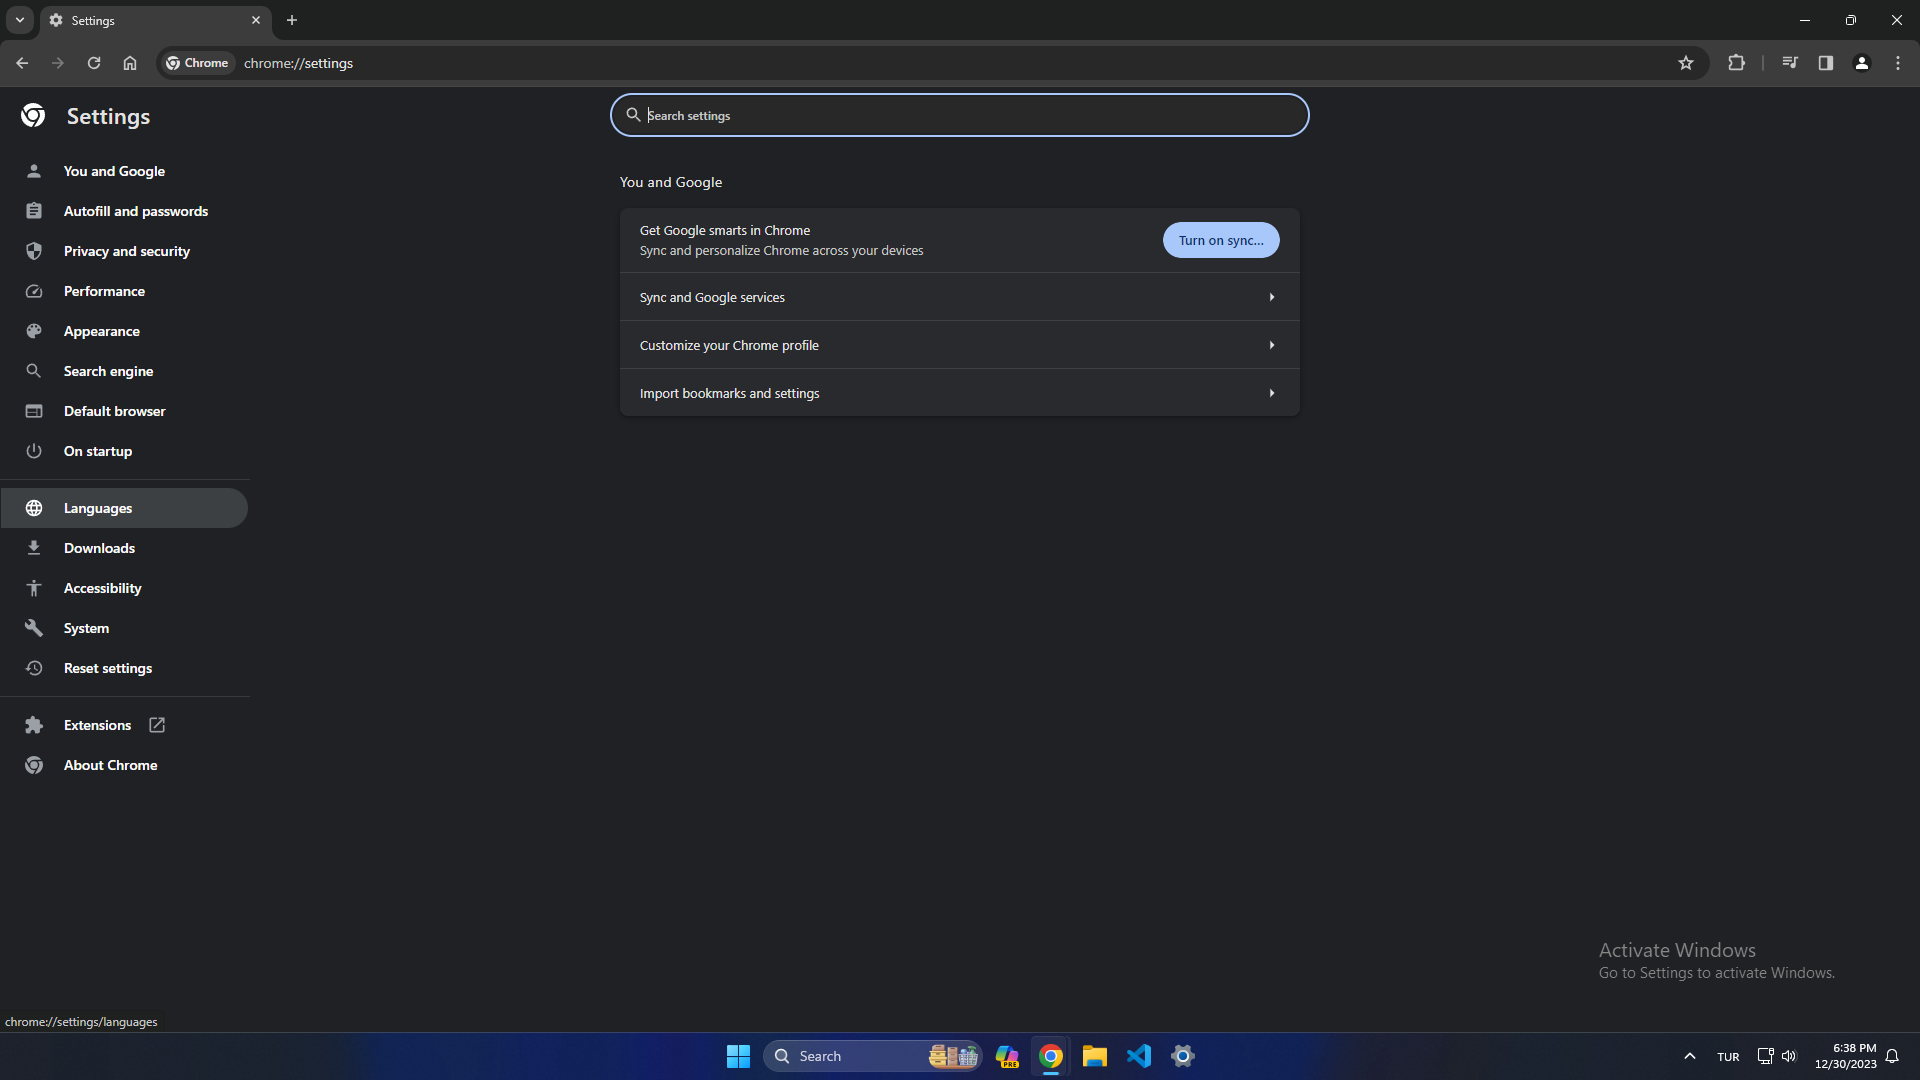 Settings
Chrome
chrome://settings
Settings
Search settings
You and Google
Autofill and passwords
Privacy and security
Performance
Appearance
Search engine
Default browser
On startup
Languages
Downloads
Accessibility
System
Reset settings
Extensions
About Chrome
You and Google
Get Google smarts in Chrome
Sync and personalize Chrome across your devices
Turn on sync...
Sync and Google services
Customize your Chrome profile
Import bookmarks and settings
Activate Windows
Go to Settings to activate Windows.
chrome://settings/languages
Search
PRE
TUR
6:38 PM
12/30/2023